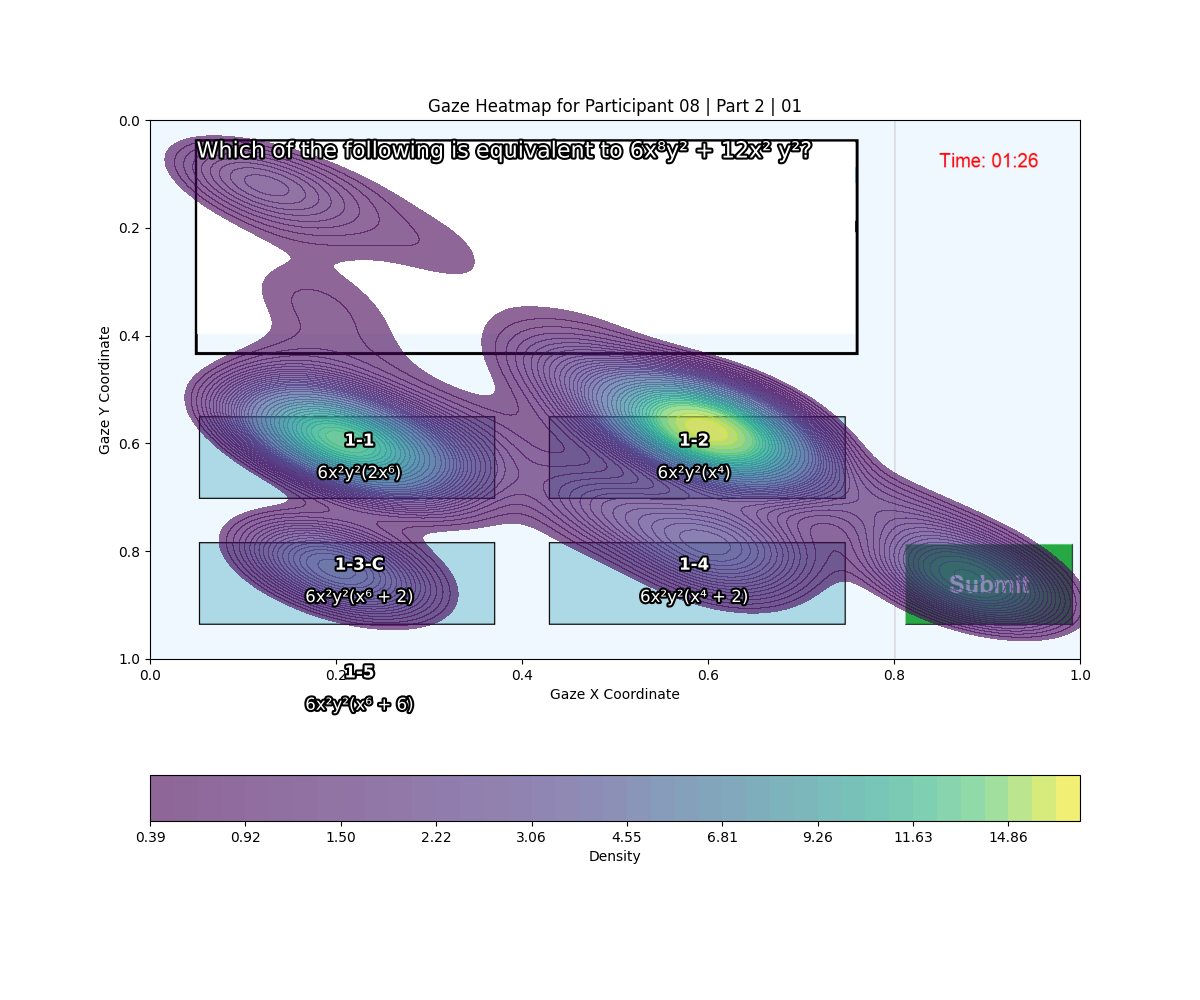 Gaze Heatmap for Participant 08 | Part 2 | 01
0.0
Which of the following is equivalent to 6x⁸y² + 12x² y²?
Time: 01:26
0.2
0.4
Gaze Y Coordinate
0.6
1-1
6x²y²(2x⁶)
1-2
6x²y²(x⁴)
0.8
1-3-C
6x²y²(x⁶ + 2)
1-4
6x²y²(x⁴ + 2)
Submit
1.0
0.0 0.2 0.4 0.6 0.8 1.0
1-5
6x²y²(x⁶ + 6)
Gaze X Coordinate
0.39 0.92 1.50 2.22 3.06 4.55 6.81 9.26 11.63 14.86
Density